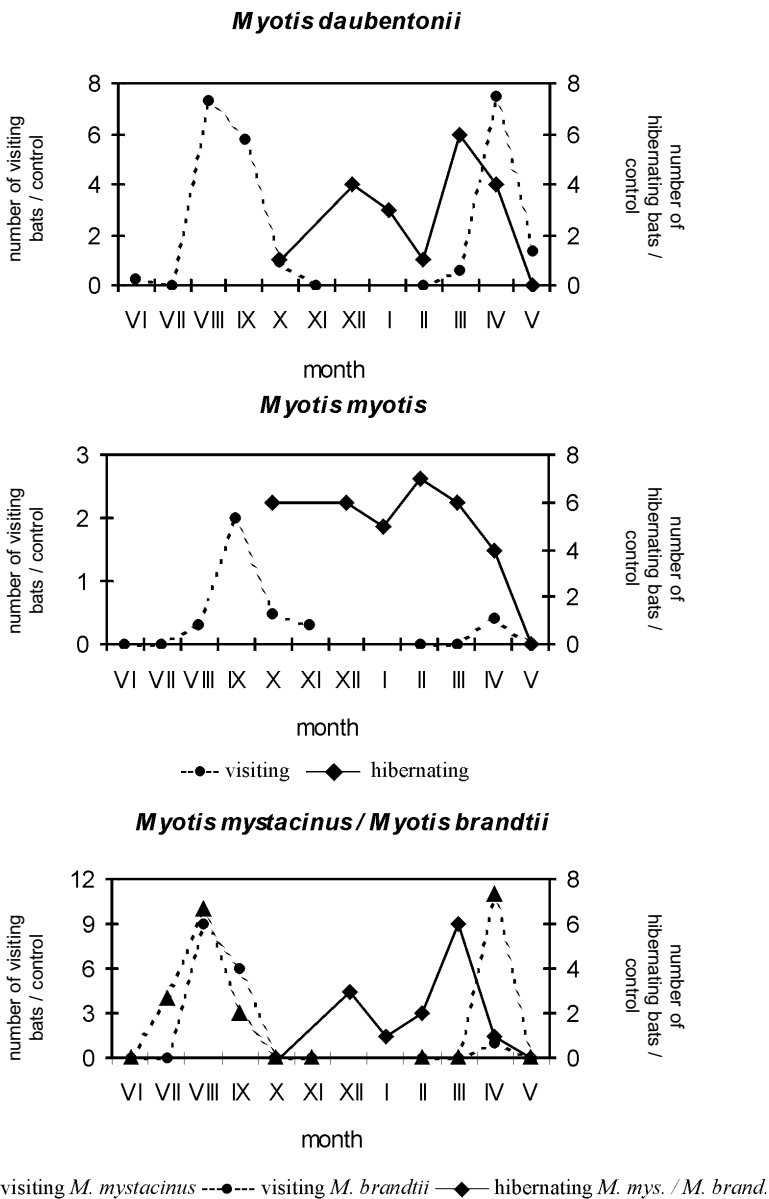 Myotis daubentonii
number of visiting
bats / control
8
6
4
2
0
8
6
4
2
0
number of
hibernating bats /
control
VI VII VIII IX X XI XII I II III IV V
month
Myotis myotis
number of visiting
bats / control
3
2
1
0
8
6
4
2
0
number of
hibernating bats /
control
VI VII VIII IX X XI XII I II III IV V
month
visiting hibernating
Myotis mystacinus / Myotis brandtii
number of visiting
bats / control
12
9
6
3
0
8
6
4
2
0
number of
hibernating bats /
control
VI VII VIII IX X XI XII I II III IV V
month
visiting M. mystacinus visiting M. brandtii hibernating M. mys. / M. brand.